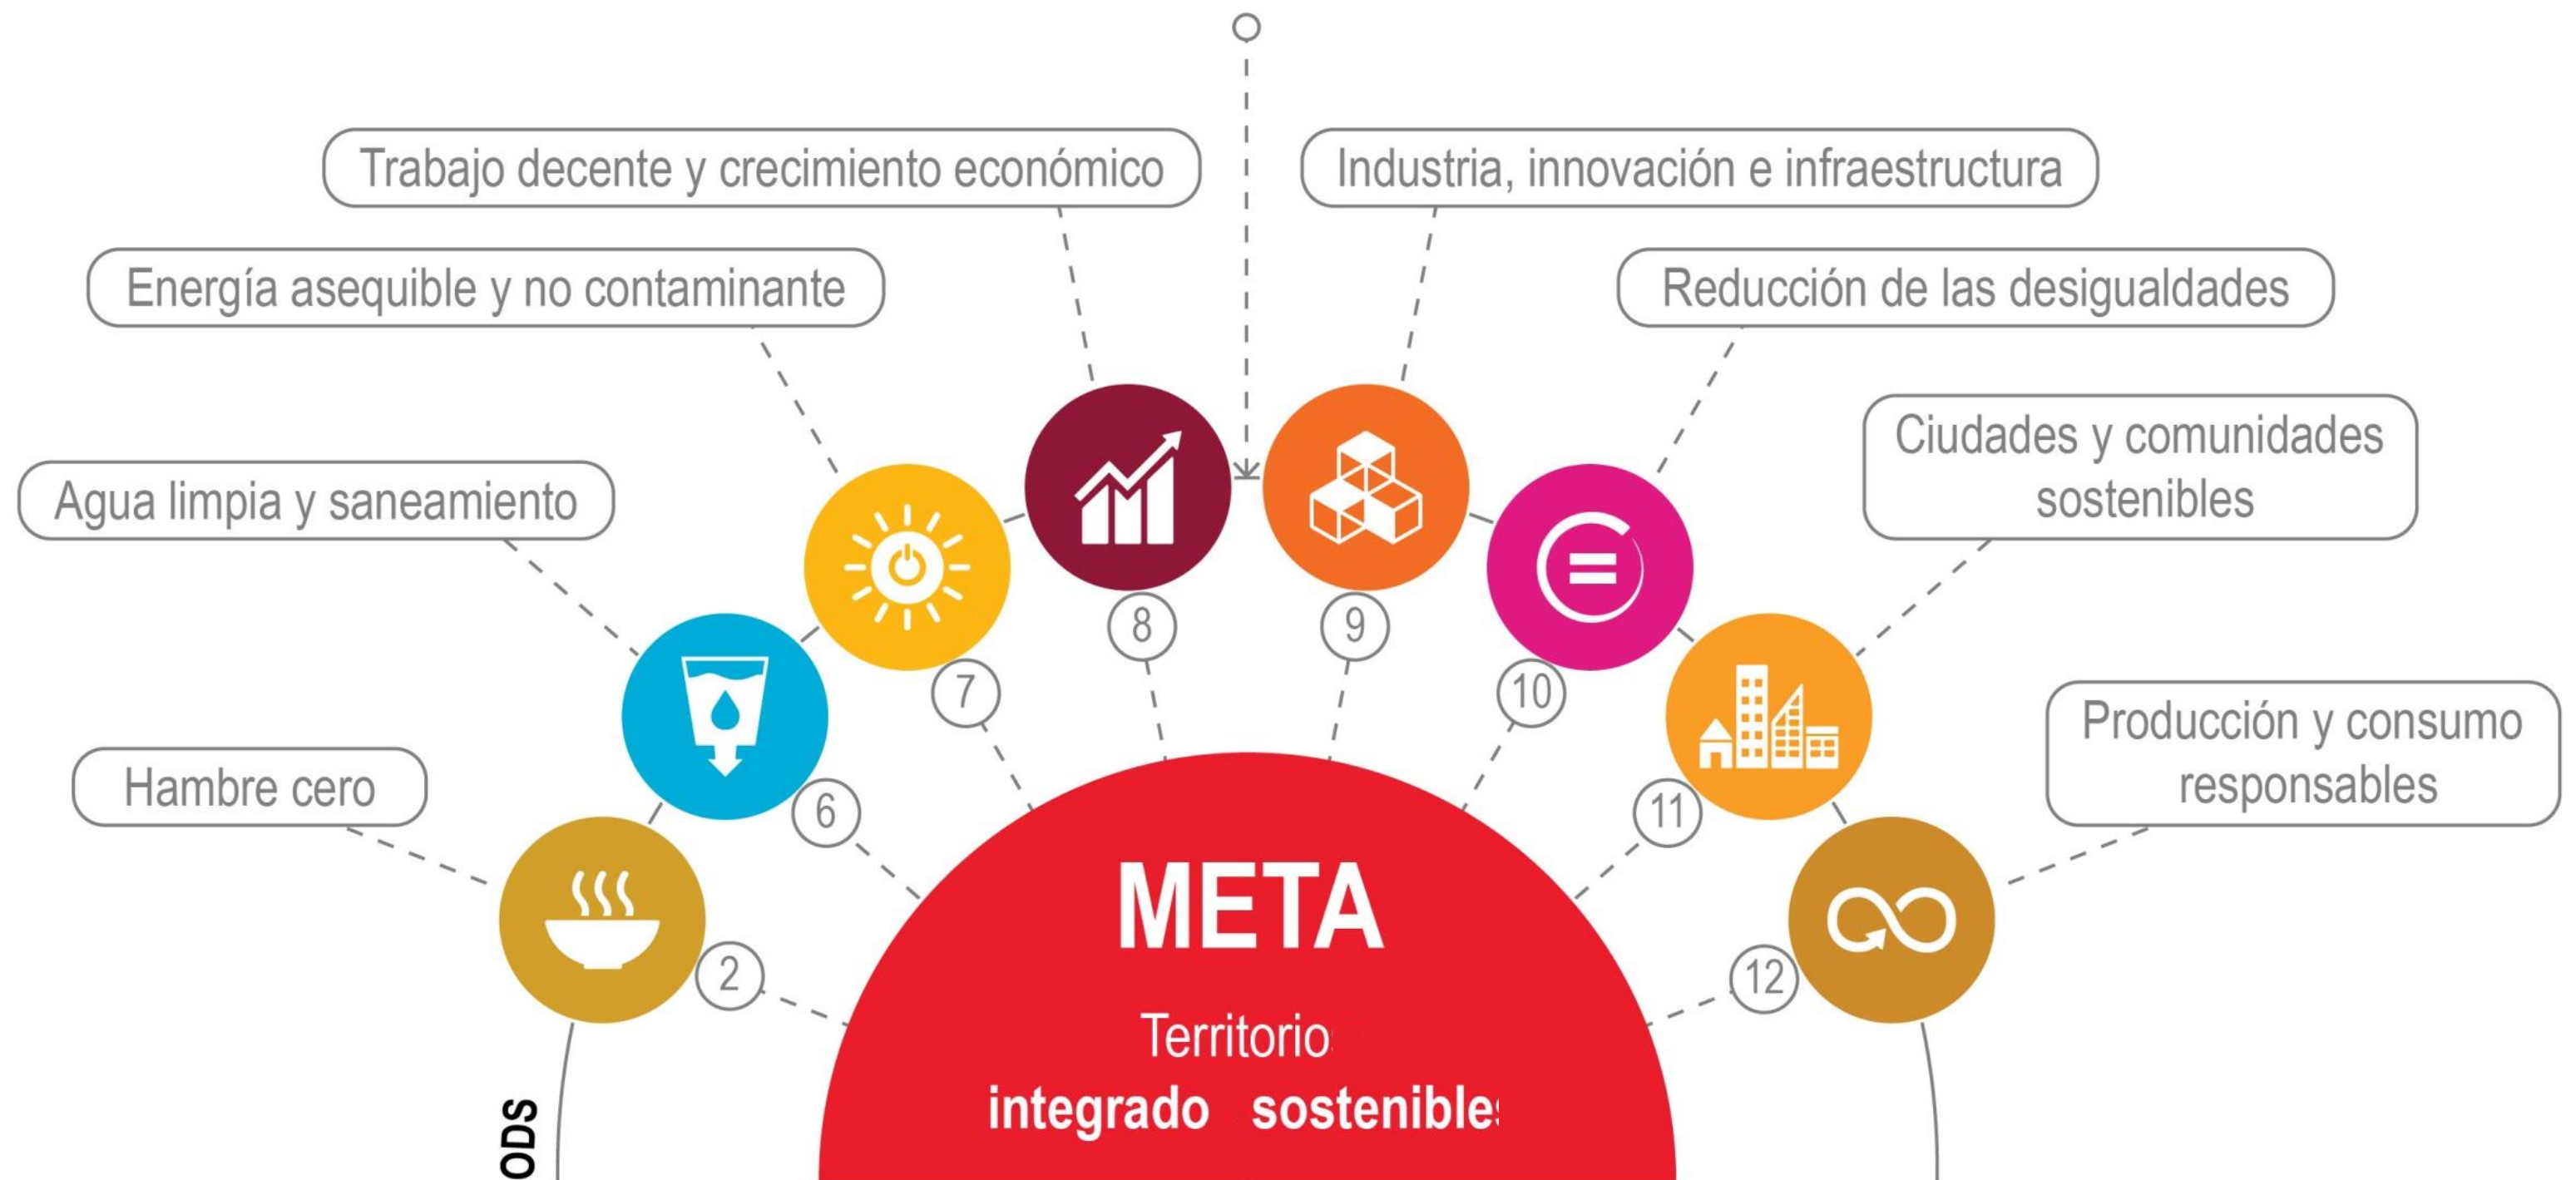 Trabajo decente y crecimiento económico
Industria, innovación e infraestructura
Energía asequible y no contaminante
Reducción de las desigualdades
Ciudades y comunidades
sostenibles
Agua limpia y saneamiento
8
9
7
10
Producción y consumo
responsables
Hambre cero
6
11
2
12
META
Territorio
integrado sostenible
ODS